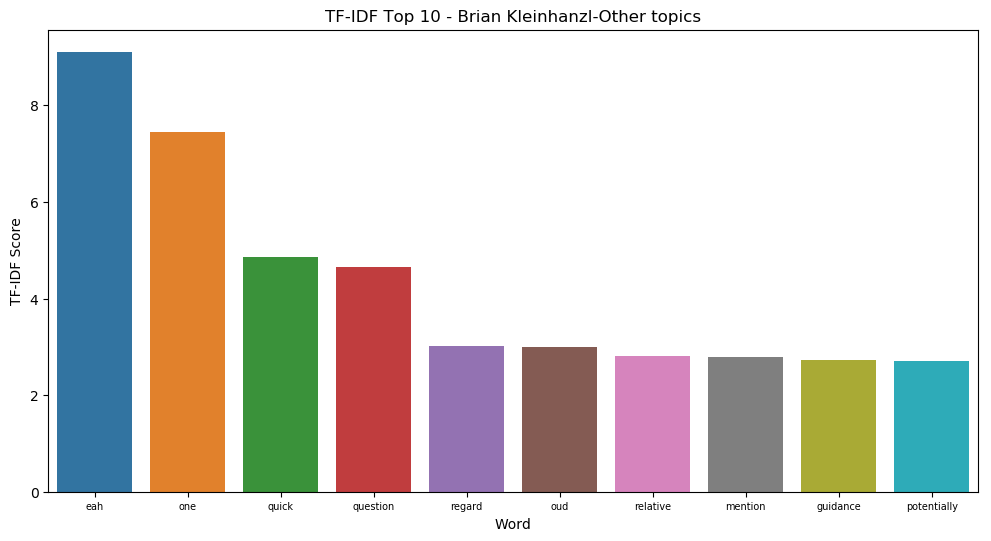 TF-IDF Top 10 - Brian Kleinhanzl-Other topics
TF-IDF Score
8
6
4
2
0
eah one quick question regard oud relative mention guidance potentially
Word